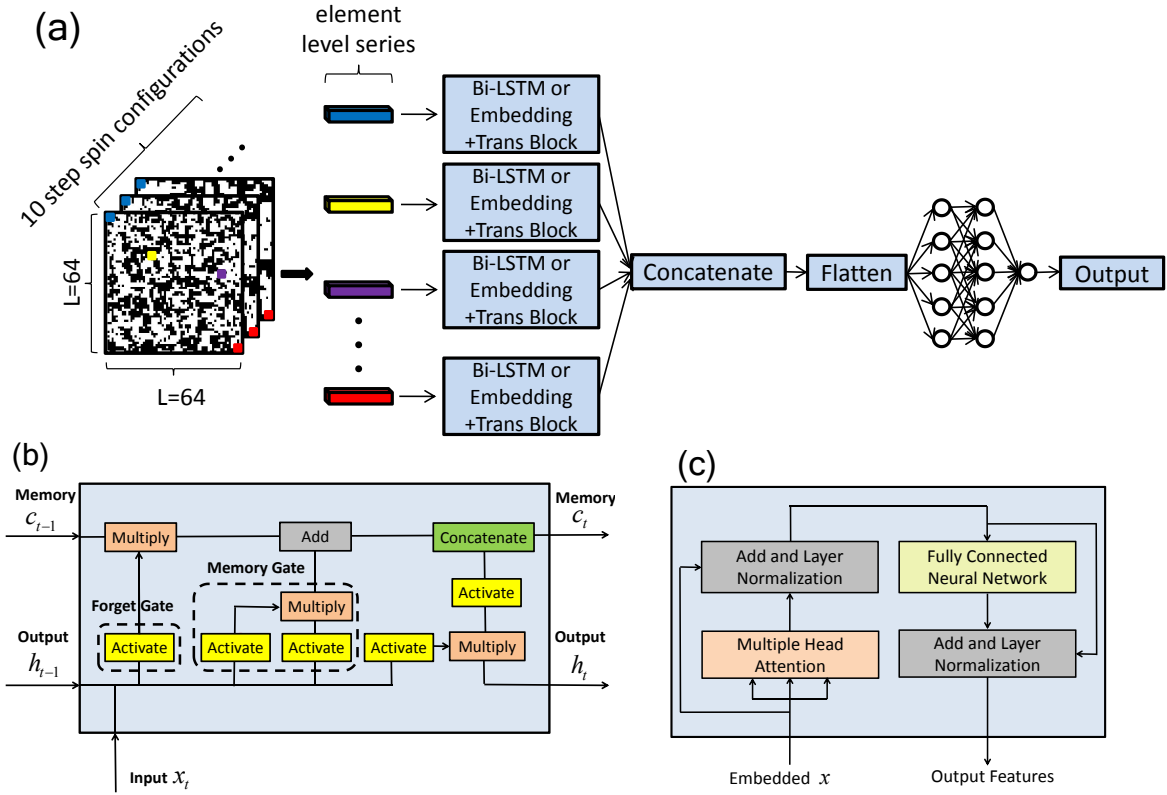 (a)
10 step spin configurations
L=64
L=64
element
level series
Bi-LSTM or
Embedding
+Trans Block
Bi-LSTM or
Embedding
+Trans Block
Bi-LSTM or
Embedding
+Trans Block
Bi-LSTM or
Embedding
+Trans Block
Concatenate
Flatten
Output
(b)
Memory
c_{t-1}
Multiply
Add
Concatenate
Memory
c_t
Memory Gate
Multiply
Activate
Forget Gate
Activate
Activate
Activate
Activate
Multiply
Output
h_{t-1}
Output
h_t
Input x_t
(c)
Add and Layer
Normalization
Fully Connected
Neural Network
Multiple Head
Attention
Add and Layer
Normalization
Embedded x
Output Features